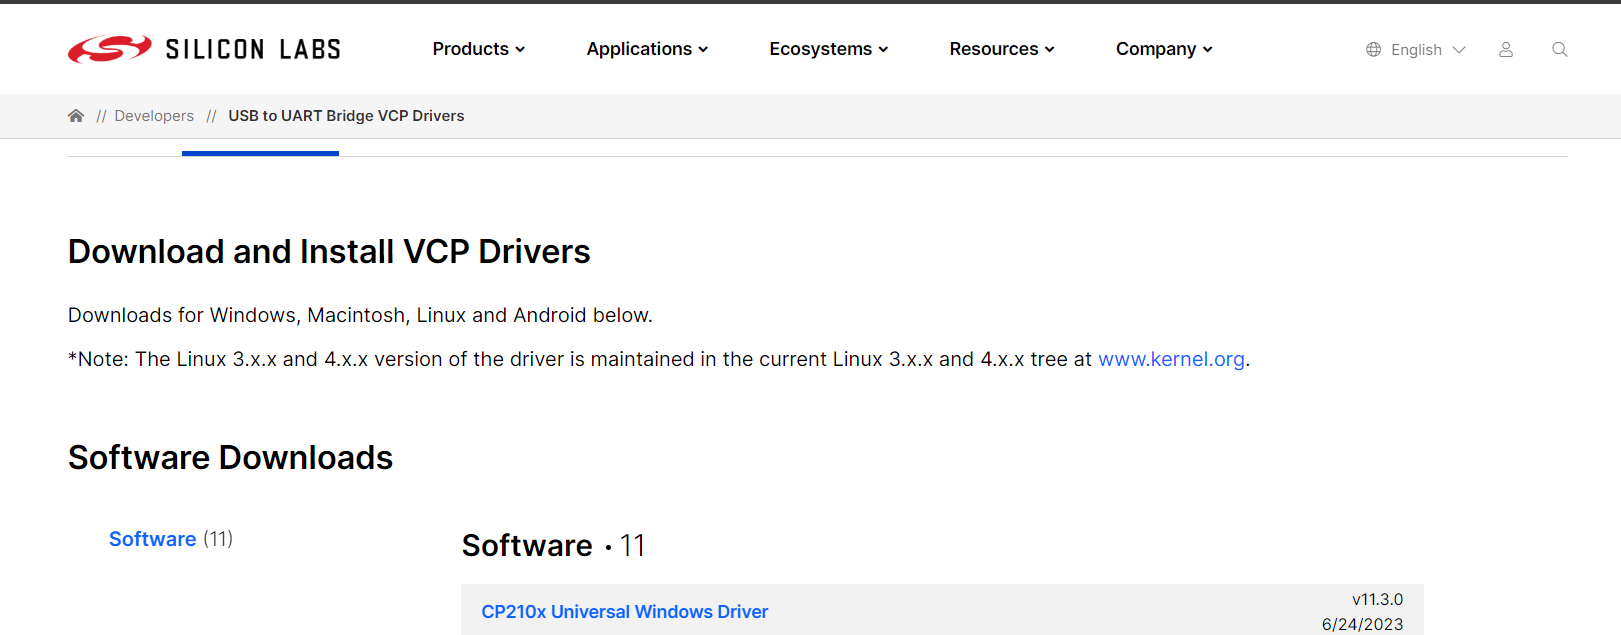 SILICON LABS
Products
Applications
Ecosystems
Resources
Company
English
// Developers // USB to UART Bridge VCP Drivers
Download and Install VCP Drivers
Downloads for Windows, Macintosh, Linux and Android below.
*Note: The Linux 3.x.x and 4.x.x version of the driver is maintained in the current Linux 3.x.x and 4.x.x tree at www.kernel.org.
Software Downloads
Software (11)
Software • 11
CP210x Universal Windows Driver
v11.3.0
6/24/2023